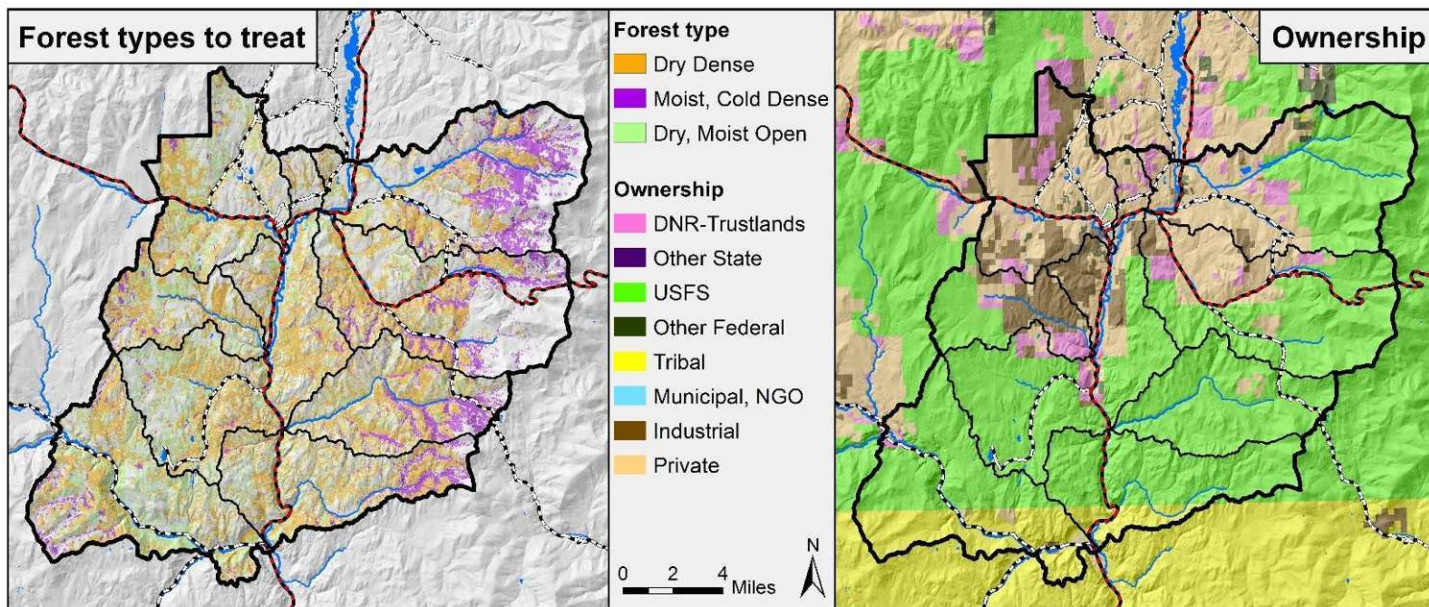 Forest types to treat
Forest type
Dry Dense
Moist, Cold Dense
Dry, Moist Open
Ownership
DNR-Trustlands
Other State
USFS
Other Federal
Tribal
Municipal, NGO
Industrial
Private
N
0 2 4
Miles
Ownership